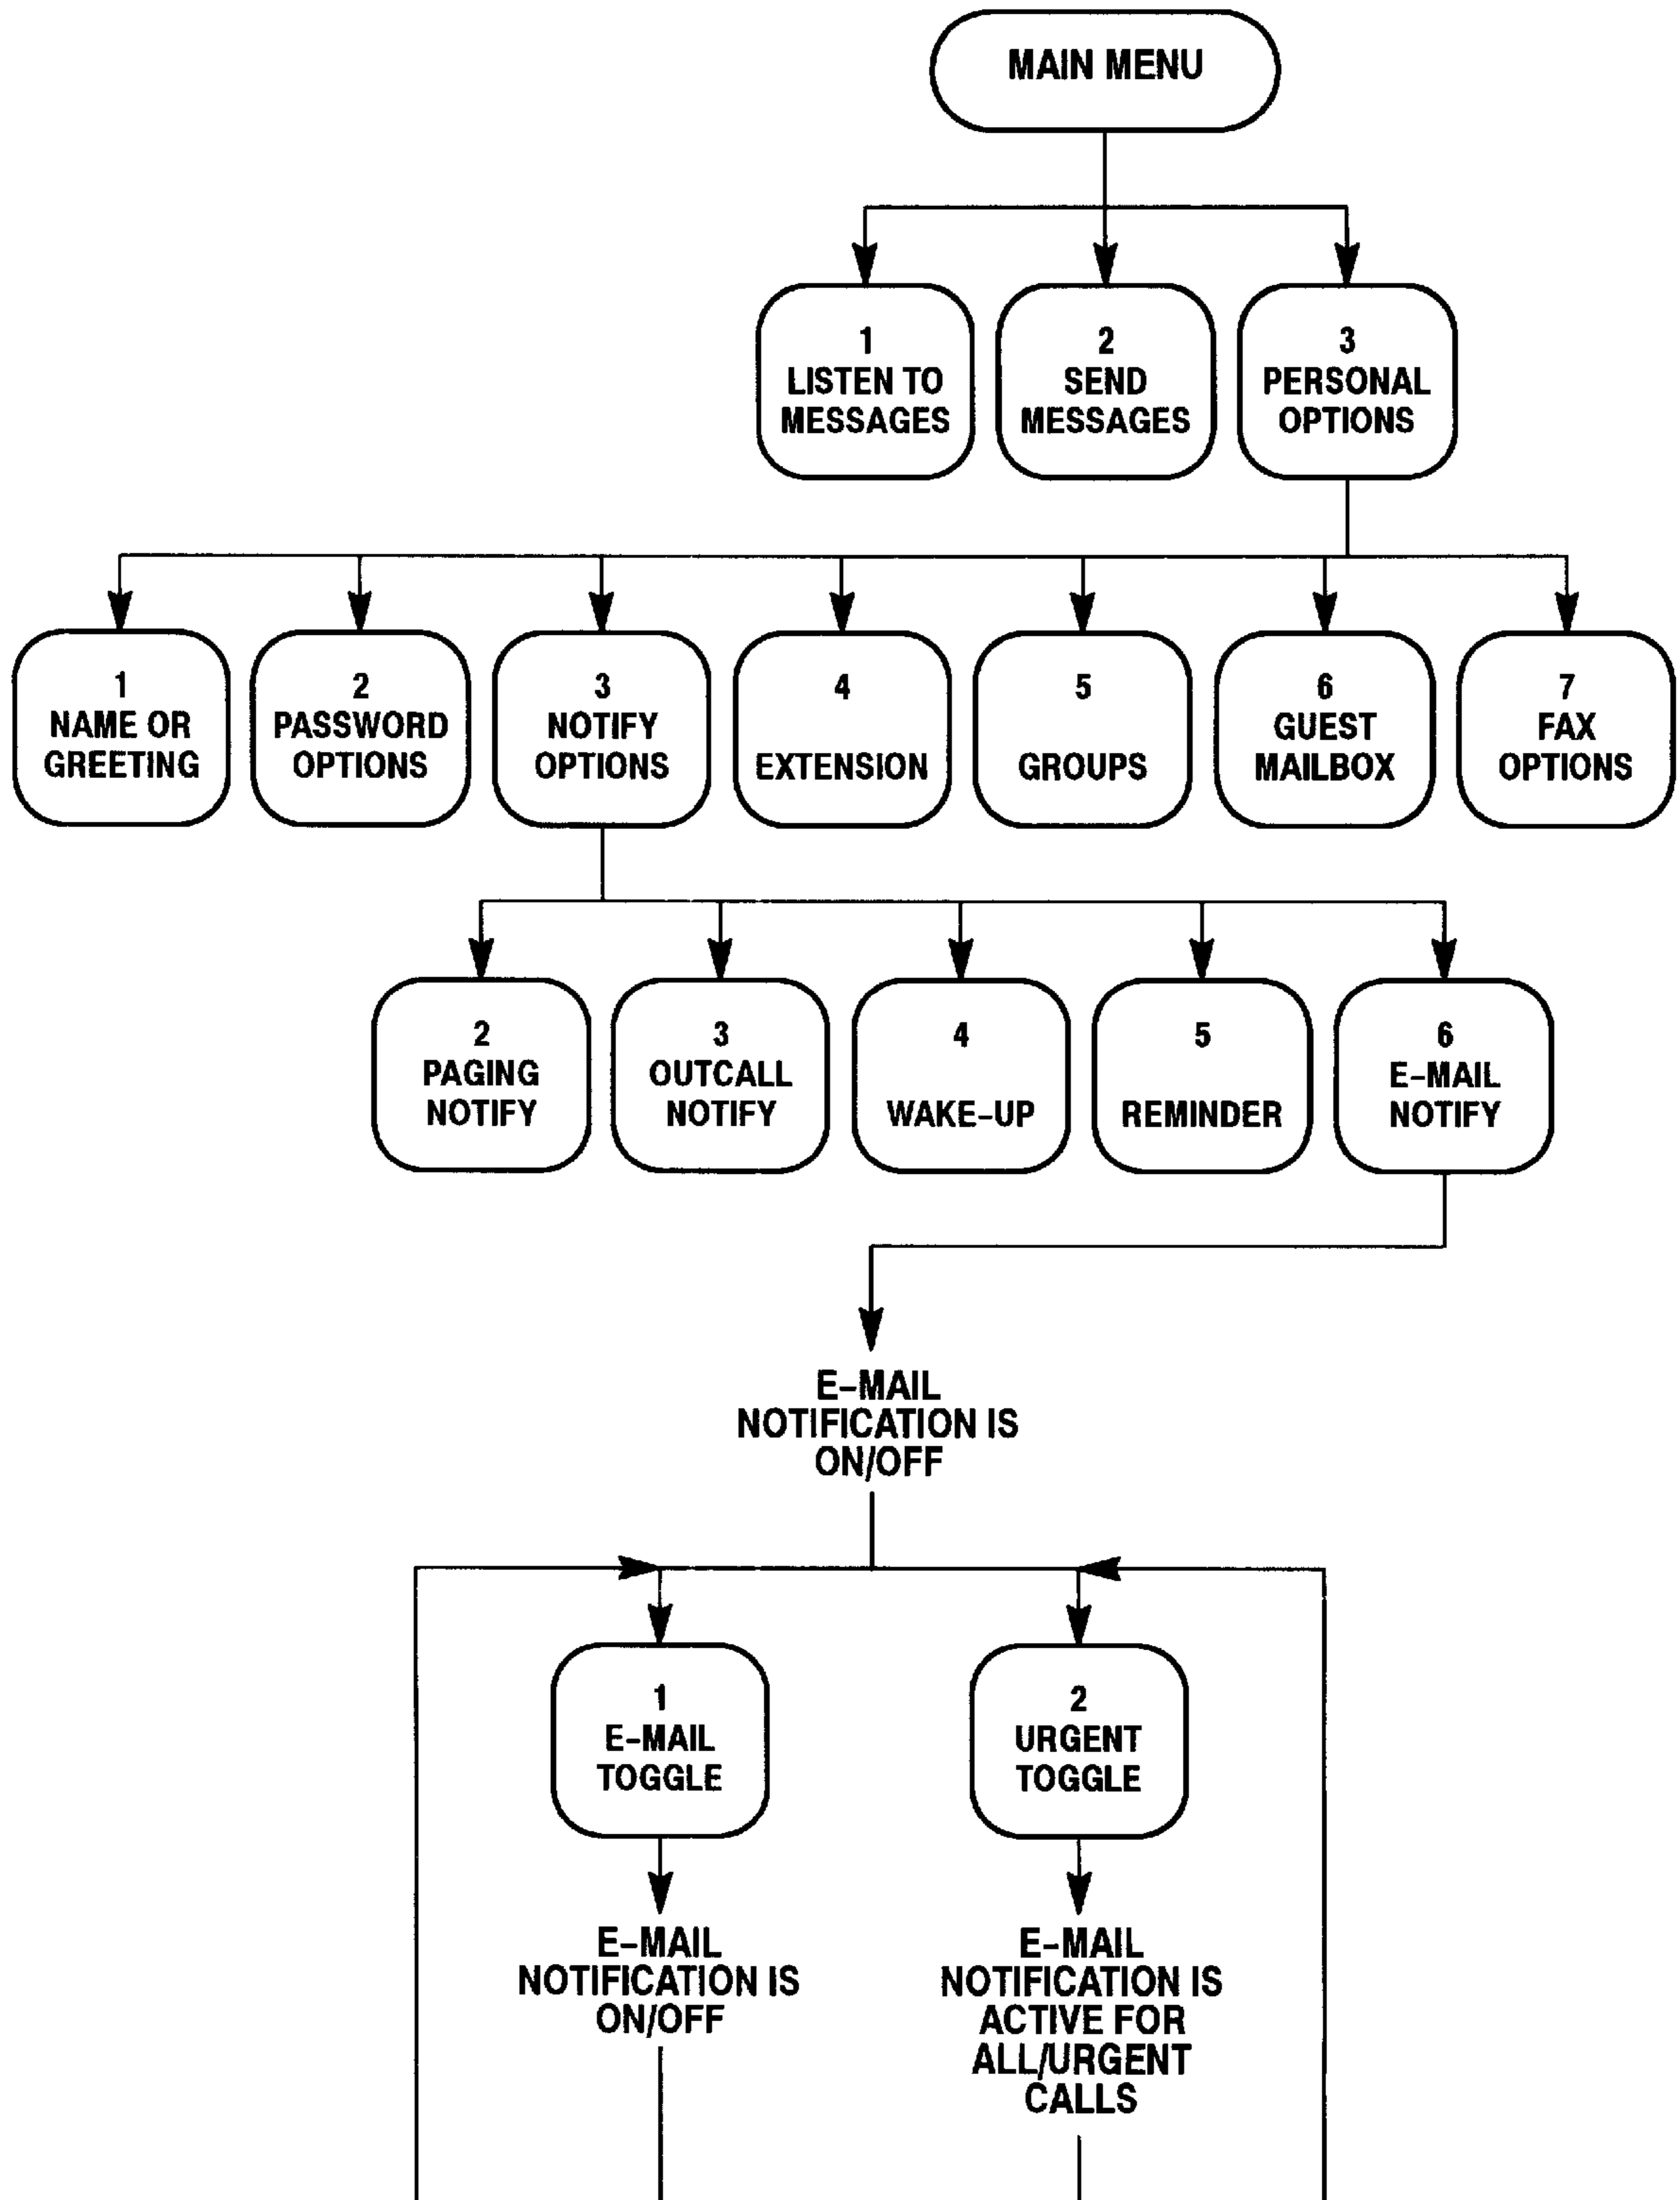 MAIN MENU
1
LISTEN TO
MESSAGES
2
SEND
MESSAGES
3
PERSONAL
OPTIONS
1
NAME OR
GREETING
2
PASSWORD
OPTIONS
3
NOTIFY
OPTIONS
4
EXTENSION
5
GROUPS
6
GUEST
MAILBOX
7
FAX
OPTIONS
2
PAGING
NOTIFY
3
OUTCALL
NOTIFY
4
WAKE-UP
5
REMINDER
6
E-MAIL
NOTIFY
E-MAIL
NOTIFICATION IS
ON/OFF
1
E-MAIL
TOGGLE
2
URGENT
TOGGLE
E-MAIL
NOTIFICATION IS
ON/OFF
E-MAIL
NOTIFICATION IS
ACTIVE FOR
ALL/URGENT
CALLS